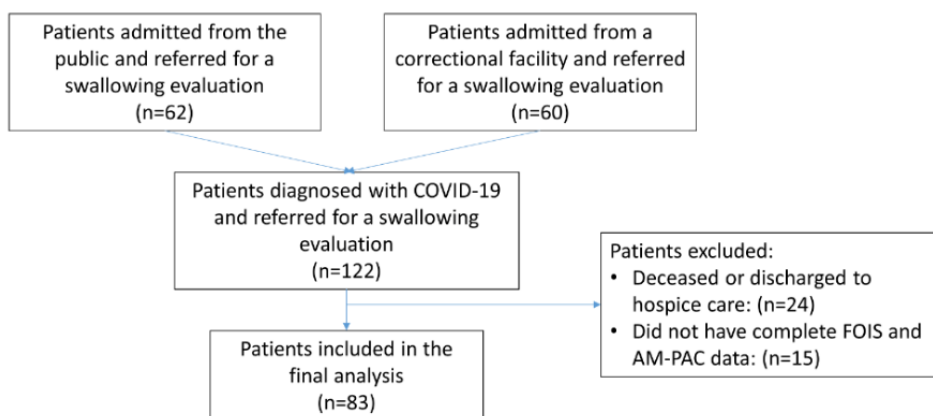 Patients admitted from the
public and referred for a
swallowing evaluation
(n=62)
Patients admitted from a
correctional facility and referred
for a swallowing evaluation
(n=60)
Patients diagnosed with COVID-19
and referred for a swallowing
evaluation
(n=122)
Patients excluded:
• Deceased or discharged to
hospice care: (n=24)
• Did not have complete FOIS and
AM-PAC data: (n=15)
Patients included in the
final analysis
(n=83)